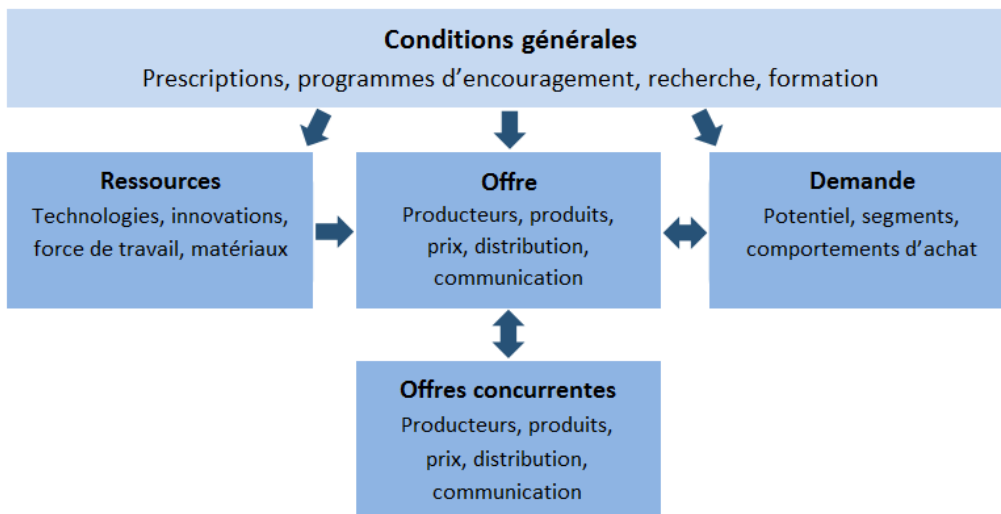 Conditions générales
Prescriptions, programmes d’encouragement, recherche, formation
Ressources
Technologies, innovations,
force de travail, matériaux
Offre
Producteurs, produits,
prix, distribution,
communication
Demande
Potentiel, segments,
comportements d’achat
Offres concurrentes
Producteurs, produits,
prix, distribution,
communication